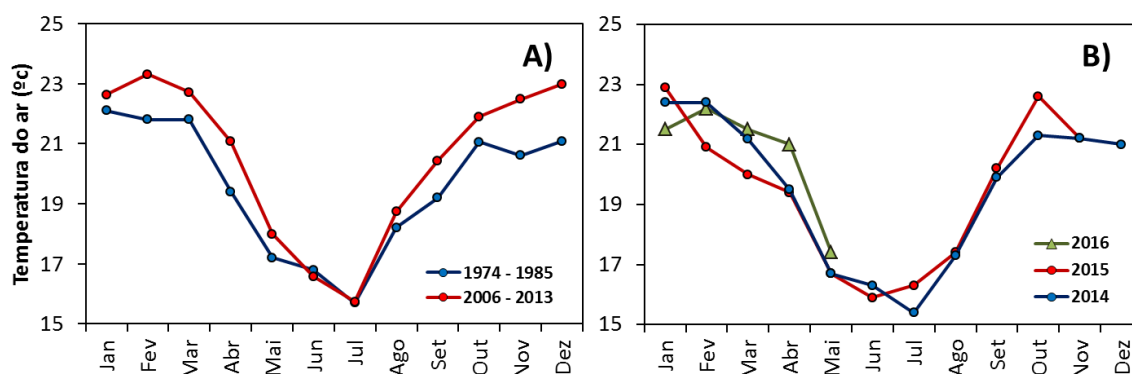 Temperatura do ar (ºc)
25
23
21
19
17
15
A)
1974 - 1985
2006 - 2013
Jan
Fev
Mar
Abr
Mai
Jun
Jul
Ago
Set
Out
Nov
Dez
25
23
21
19
17
15
B)
2016
2015
2014
Jan
Fev
Mar
Abr
Mai
Jun
Jul
Ago
Set
Out
Nov
Dez